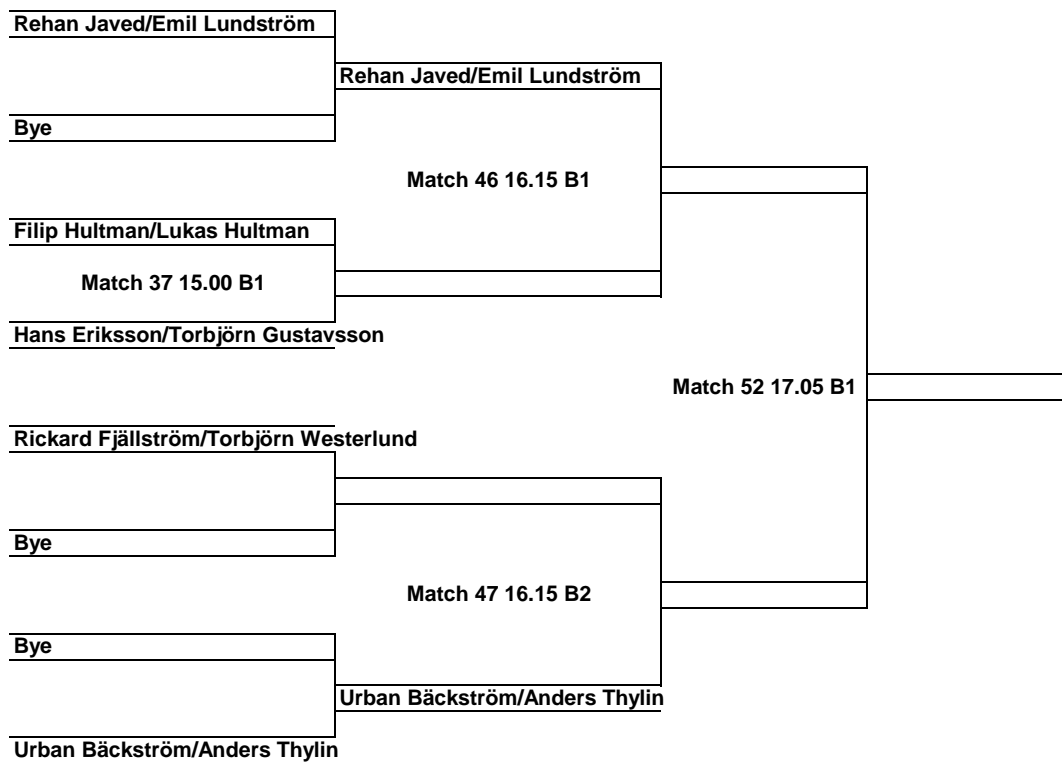 Rehan Javed/Emil Lundström
Rehan Javed/Emil Lundström
Bye
Match 46 16.15 B1
Filip Hultman/Lukas Hultman
Match 37 15.00 B1
Hans Eriksson/Torbjörn Gustavsson
Match 52 17.05 B1
Rickard Fjällström/Torbjörn Westerlund
Bye
Match 47 16.15 B2
Bye
Urban Bäckström/Anders Thylin
Urban Bäckström/Anders Thylin